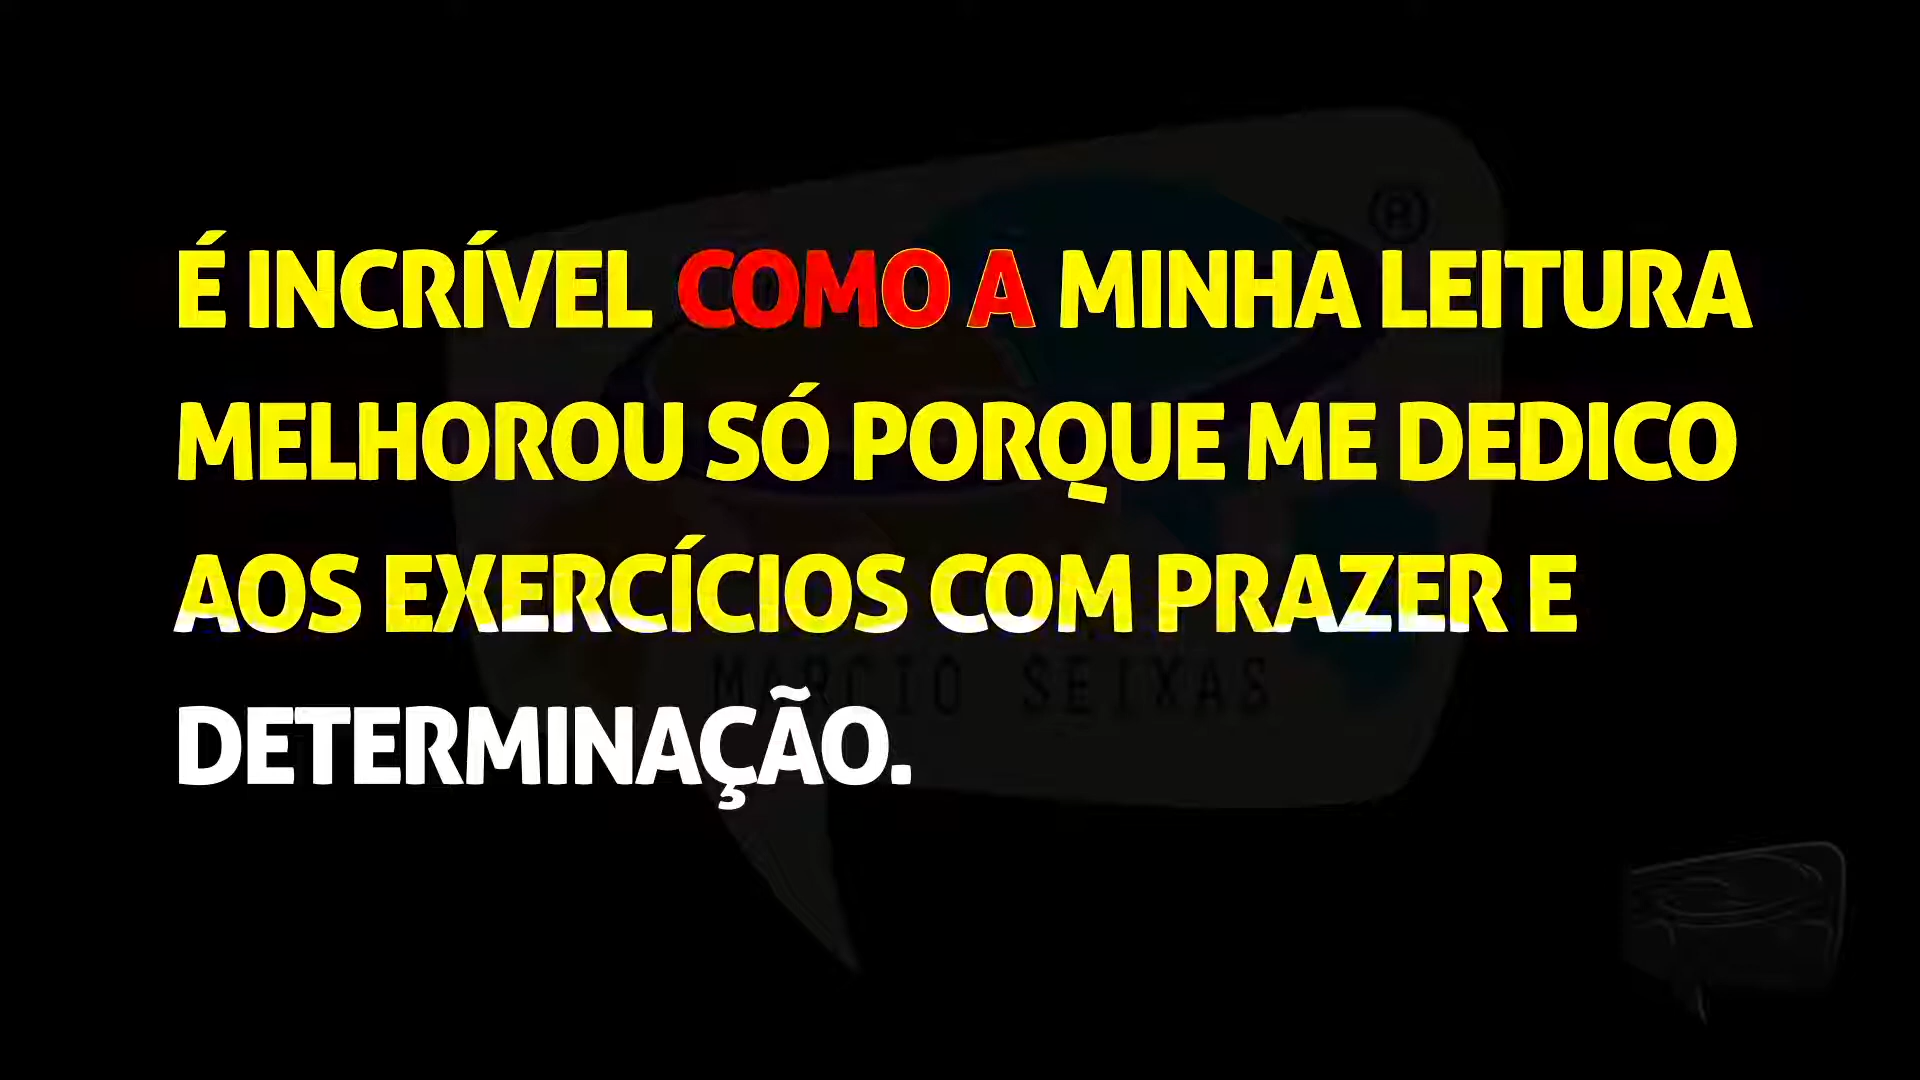 É INCRÍVEL COMO A MINHA LEITURA
MELHOROU SÓ PORQUE ME DEDICO
AOS EXERCÍCIOS COM PRAZER E
DETERMINAÇÃO.
MARCIO SEIXAS
®